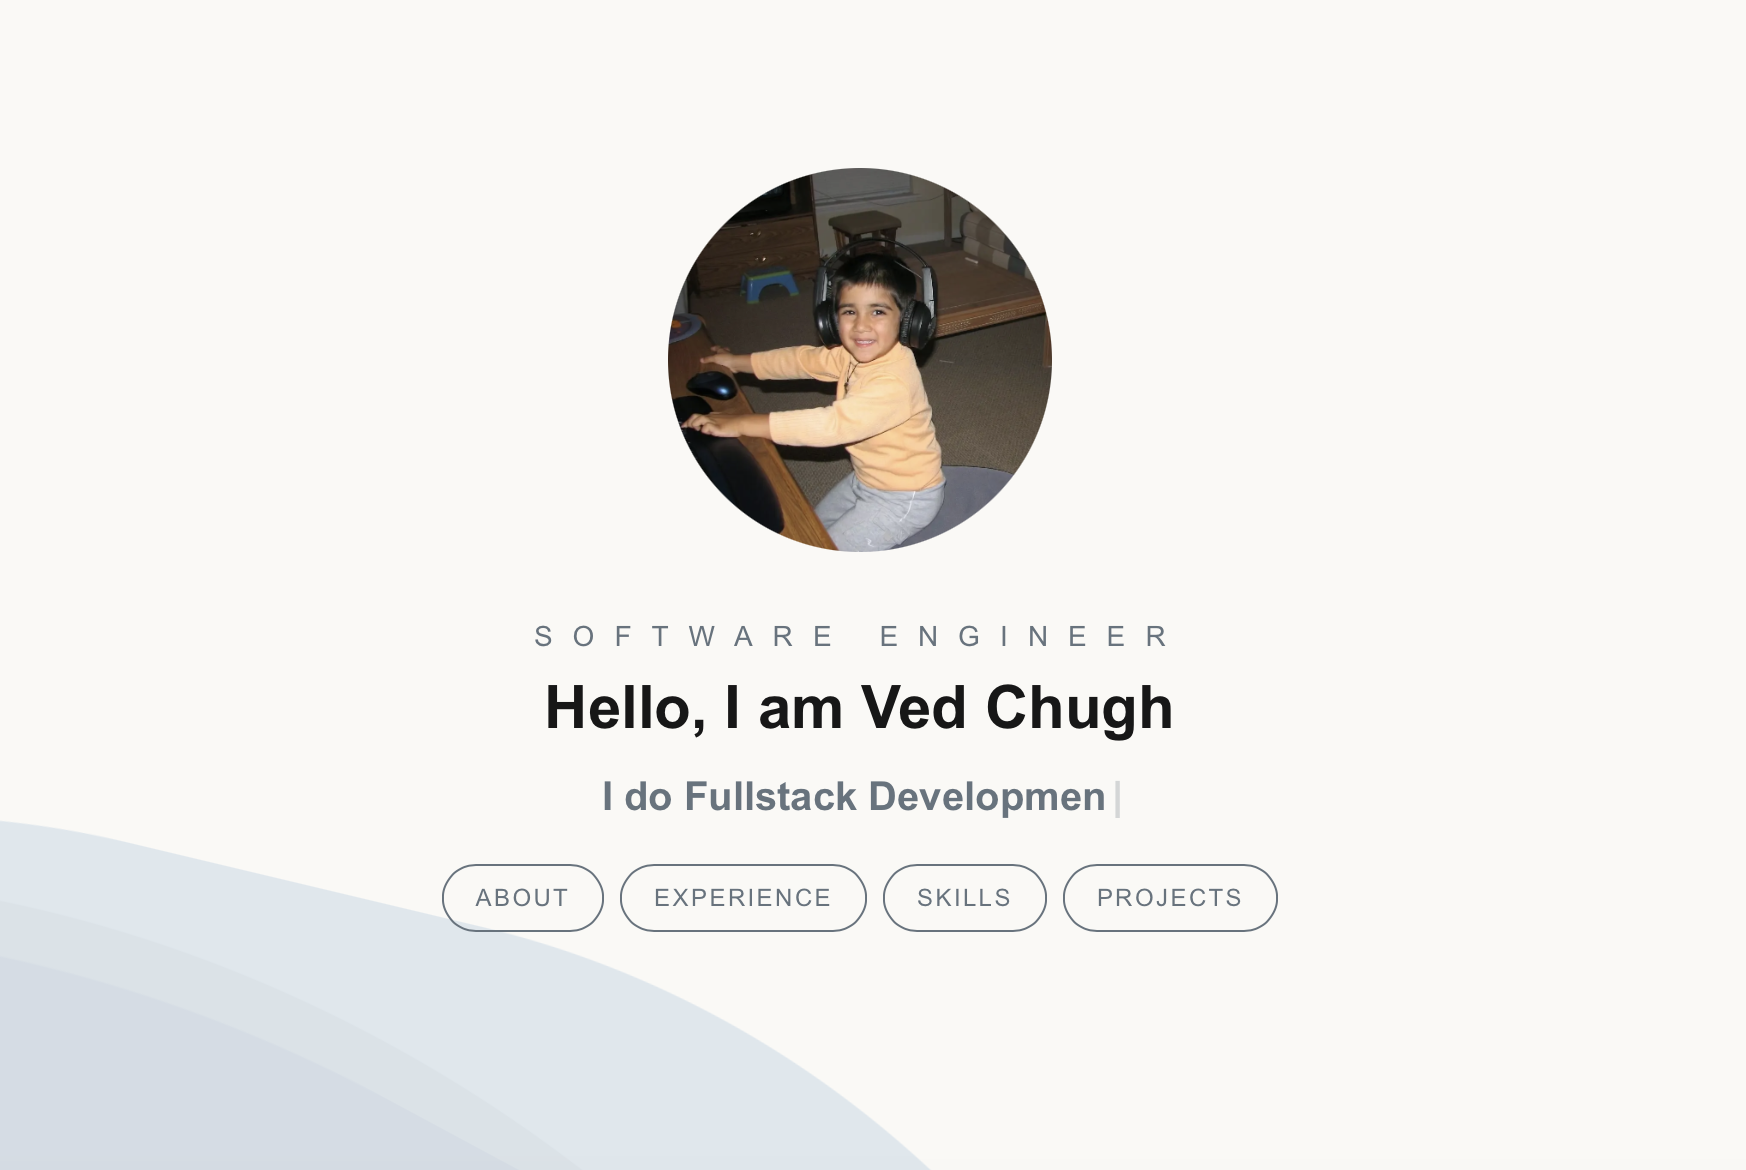 SOFTWARE ENGINEER
Hello, I am Ved Chugh
I do Fullstack Developmen|
ABOUT EXPERIENCE SKILLS PROJECTS